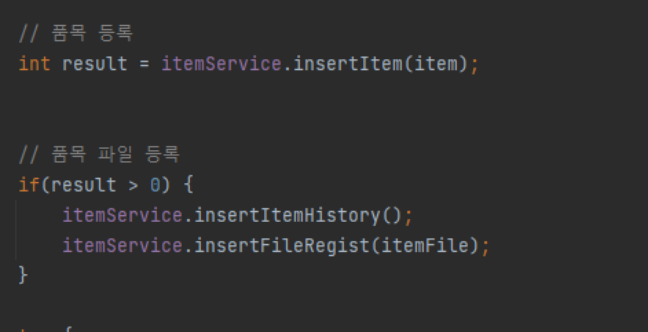 // 품목 등록
int result = itemService.insertItem(item);
// 품목 파일 등록
if(result > 0) {
itemService.insertItemHistory();
itemService.insertFileRegist(itemFile);
}